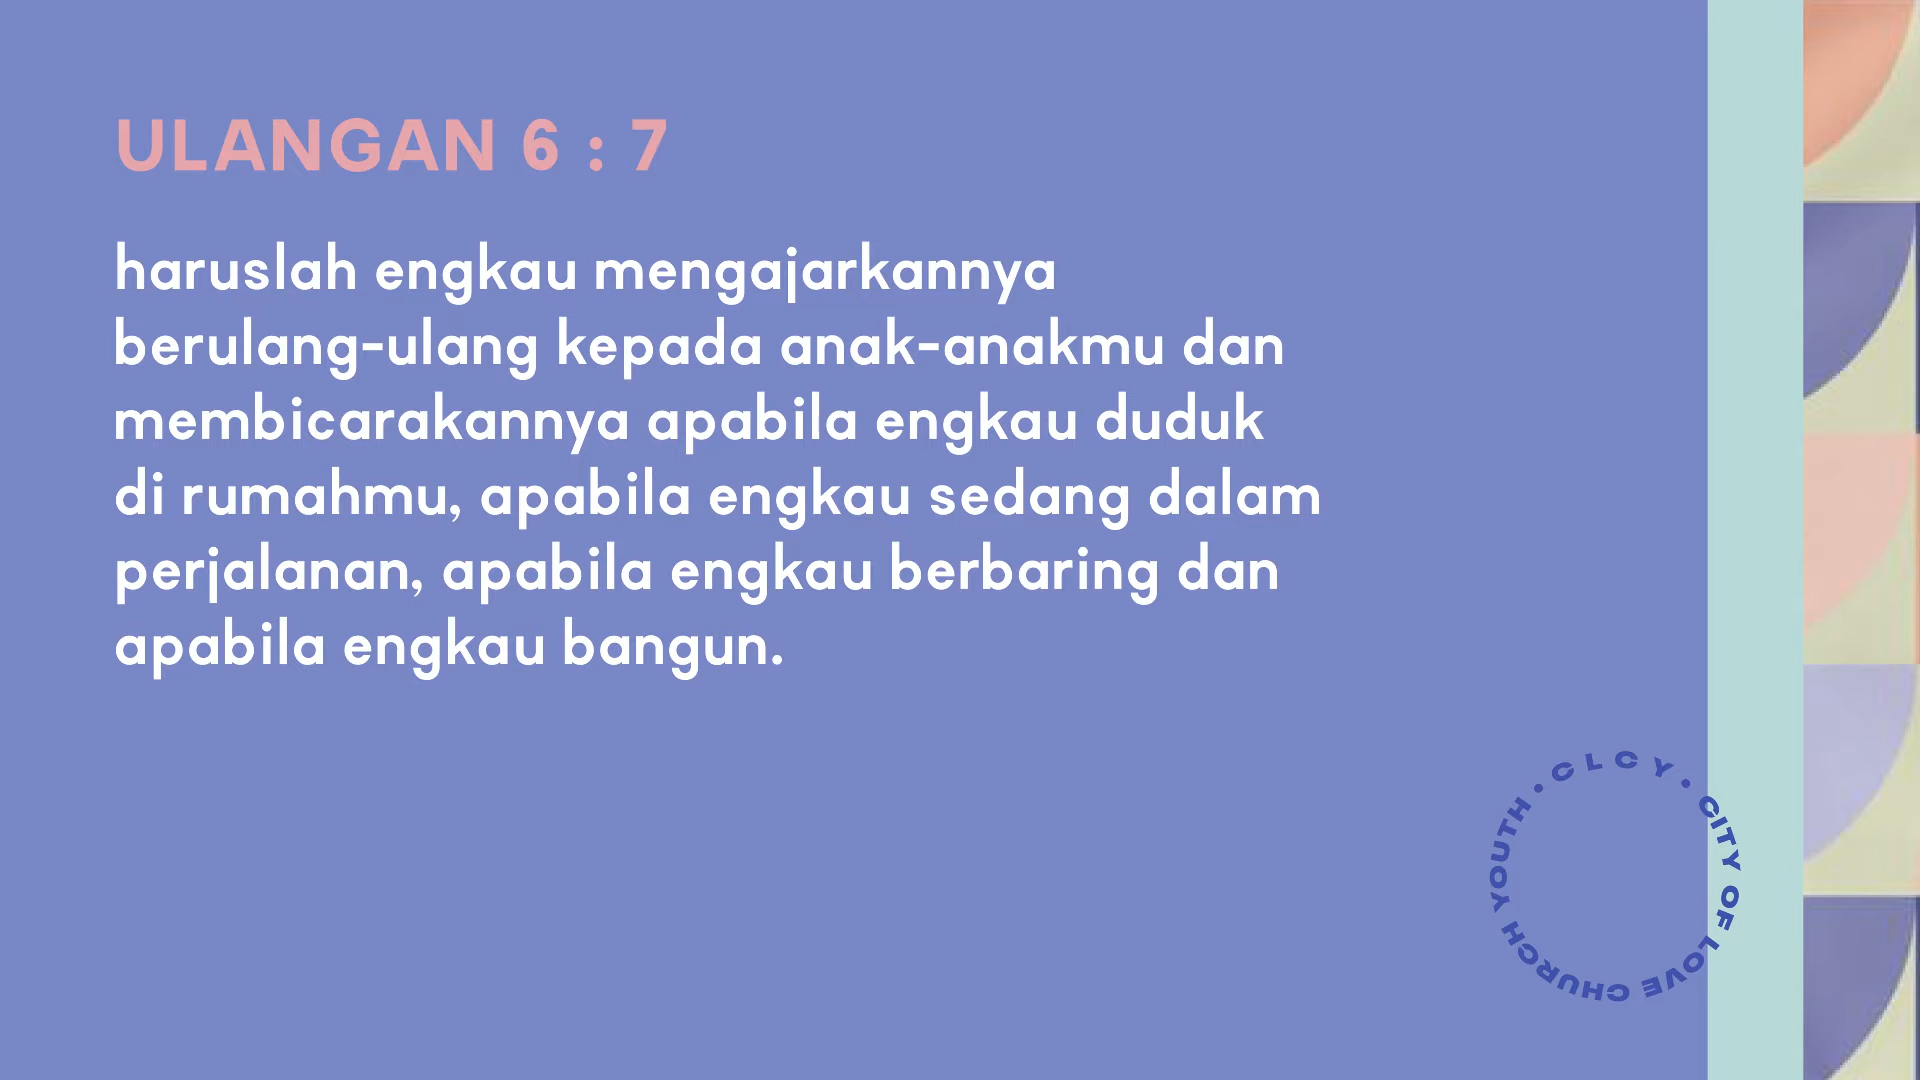 ULANGAN 6 : 7
haruslah engkau mengajarkannya
berulang-ulang kepada anak-anakmu dan
membicarakannya apabila engkau duduk
di rumahmu, apabila engkau sedang dalam
perjalanan, apabila engkau berbaring dan
apabila engkau bangun.
CLCY • CITY OF LOVE CHURCH YOUTH •